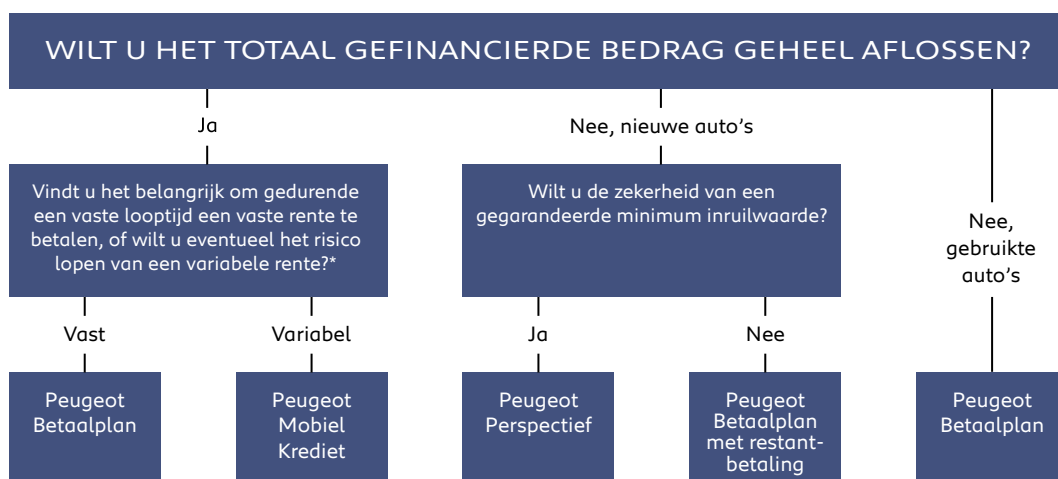 WILT U HET TOTAAL GEFINANCIERDE BEDRAG GEHEEL AFLOSSEN?
Ja
Nee, nieuwe auto's
Vindt u het belangrijk om gedurende
een vaste looptijd een vaste rente te
betalen, of wilt u eventueel het risico
lopen van een variabele rente?*
Wilt u de zekerheid van een
gegarandeerde minimum inruilwaarde?
Nee,
gebruikte
auto's
Vast
Variabel
Ja
Nee
Peugeot
Betaalplan
Peugeot
Mobiel
Krediet
Peugeot
Perspectief
Peugeot
Betaalplan
met restant-
betaling
Peugeot
Betaalplan